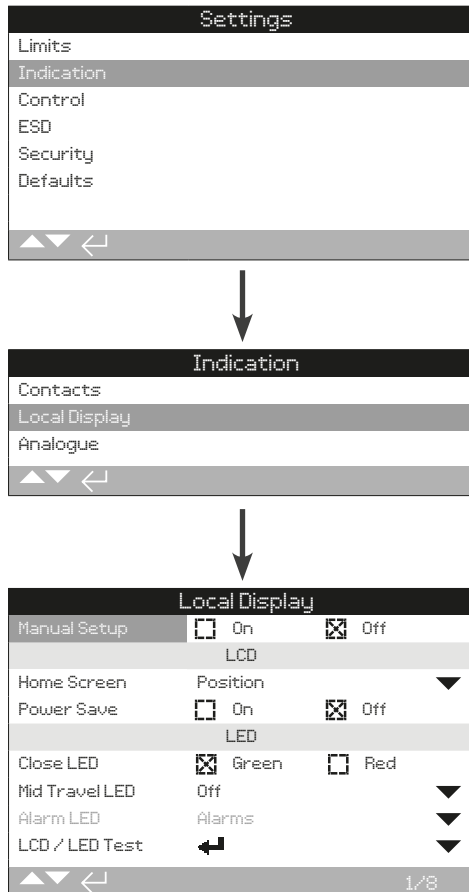 Settings
Limits
Indication
Control
ESD
Security
Defaults
Indication
Contacts
Local Display
Analogue
Local Display
Manual Setup On Off
LCD
Home Screen Position
Power Save On Off
LED
Close LED Green Red
Mid Travel LED Off
Alarm LED Alarms
LCD / LED Test
1/8